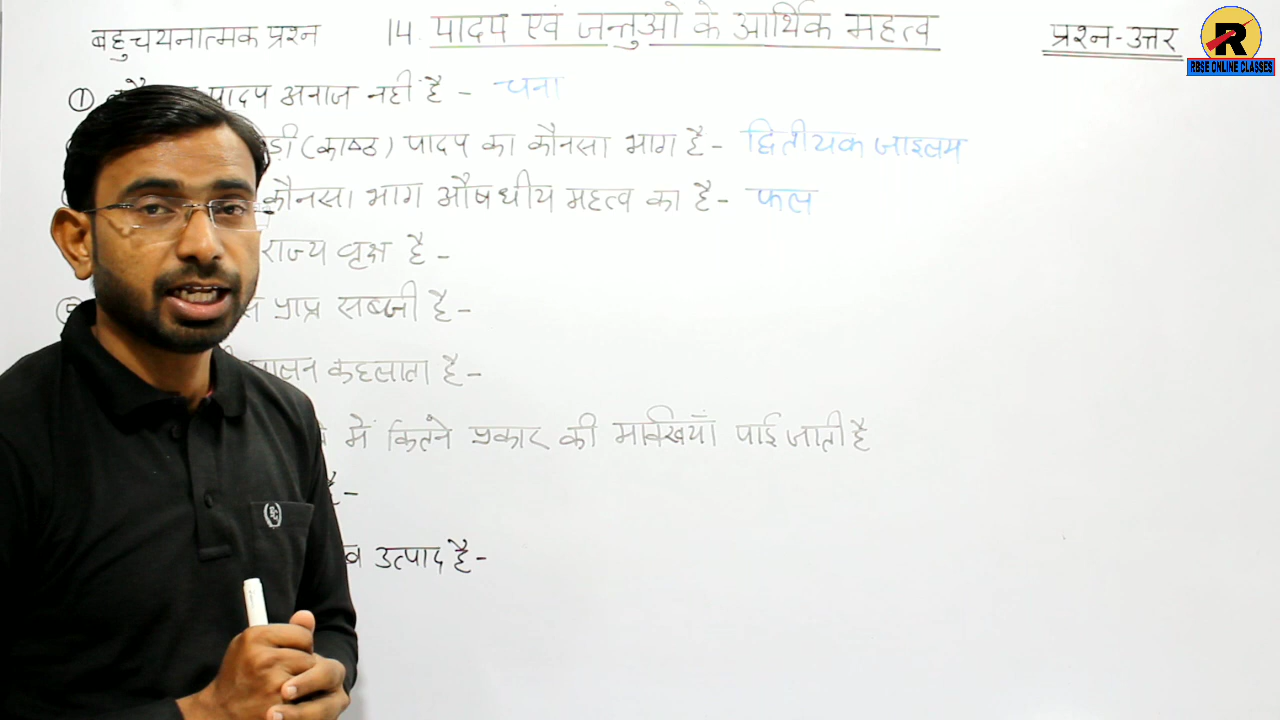 बहुचयनात्मक प्रश्न 14. पादप एवं जन्तुओ के आर्थिक महत्व प्रश्न-उत्तर
R
RBSE ONLINE CLASSES
① पादप अनाज नहीं है - चना
(काष्ठ) पादप का कौनसा भाग है- द्वितीयक जाइलम
कौनसा भाग औषधीय महत्व का है- फल
राज्य वृक्ष है -
सब्जी है -
पालन कहलाता है -
में कितने प्रकार की मक्खियाँ पाई जाती है
है -
उत्पाद है -